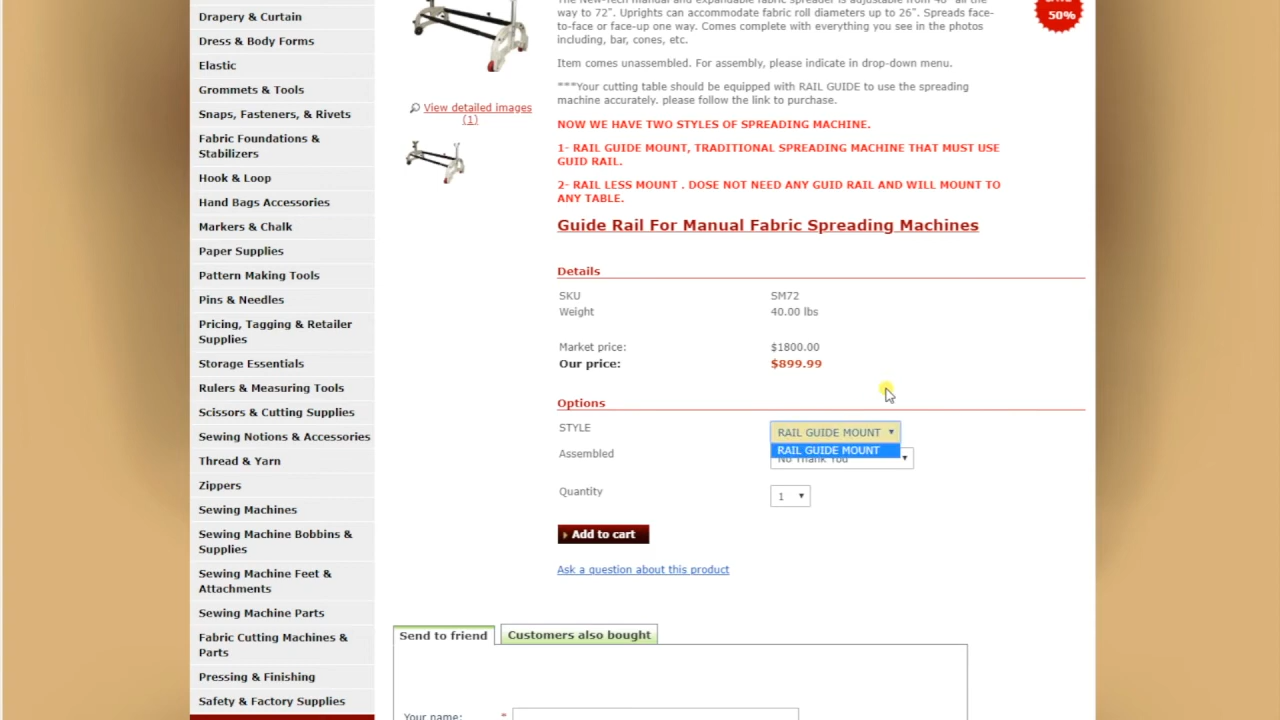 Drapery & Curtain
Dress & Body Forms
Elastic
Grommets & Tools
Snaps, Fasteners, & Rivets
Fabric Foundations &
Stabilizers
Hook & Loop
Hand Bags Accessories
Markers & Chalk
Paper Supplies
Pattern Making Tools
Pins & Needles
Pricing, Tagging & Retailer
Supplies
Storage Essentials
Rulers & Measuring Tools
Scissors & Cutting Supplies
Sewing Notions & Accessories
Thread & Yarn
Zippers
Sewing Machines
Sewing Machine Bobbins &
Supplies
Sewing Machine Feet &
Attachments
Sewing Machine Parts
Fabric Cutting Machines &
Parts
Pressing & Finishing
Safety & Factory Supplies
View detailed images
(1)
way to 72". Uprights can accommodate fabric roll diameters up to 26". Spreads face-
to-face or face-up one way. Comes complete with everything you see in the photos
including, bar, cones, etc.
Item comes unassembled. For assembly, please indicate in drop-down menu.
***Your cutting table should be equipped with RAIL GUIDE to use the spreading
machine accurately. please follow the link to purchase.
NOW WE HAVE TWO STYLES OF SPREADING MACHINE.
1- RAIL GUIDE MOUNT, TRADITIONAL SPREADING MACHINE THAT MUST USE
GUID RAIL.
2- RAIL LESS MOUNT . DOSE NOT NEED ANY GUID RAIL AND WILL MOUNT TO
ANY TABLE.
Guide Rail For Manual Fabric Spreading Machines
Details
SKU SM72
Weight 40.00 lbs
Market price: $1800.00
Our price: $899.99
Options
STYLE RAIL GUIDE MOUNT
RAIL GUIDE MOUNT
Assembled No Thank You
Quantity 1
Add to cart
Ask a question about this product
Send to friend Customers also bought
Your name: *
50%